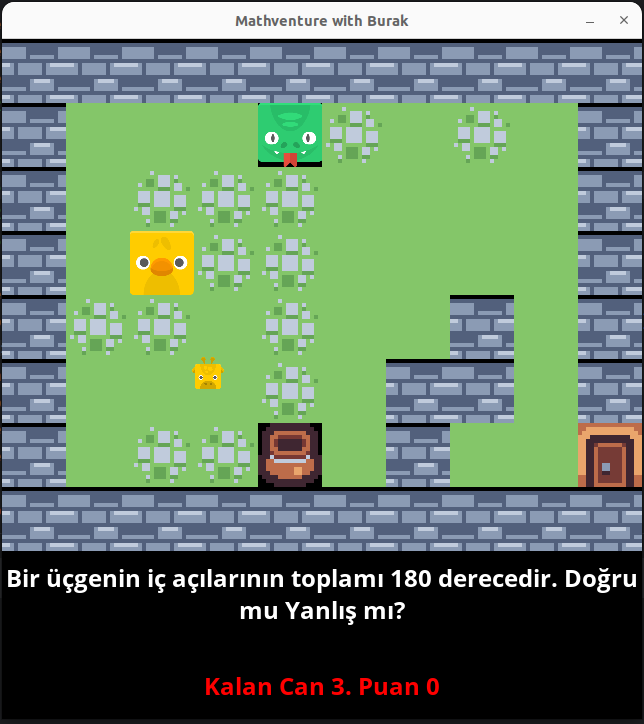 Mathventure with Burak
Bir üçgenin iç açılarının toplamı 180 derecedir. Doğru
mu Yanlış mı?
Kalan Can 3. Puan 0